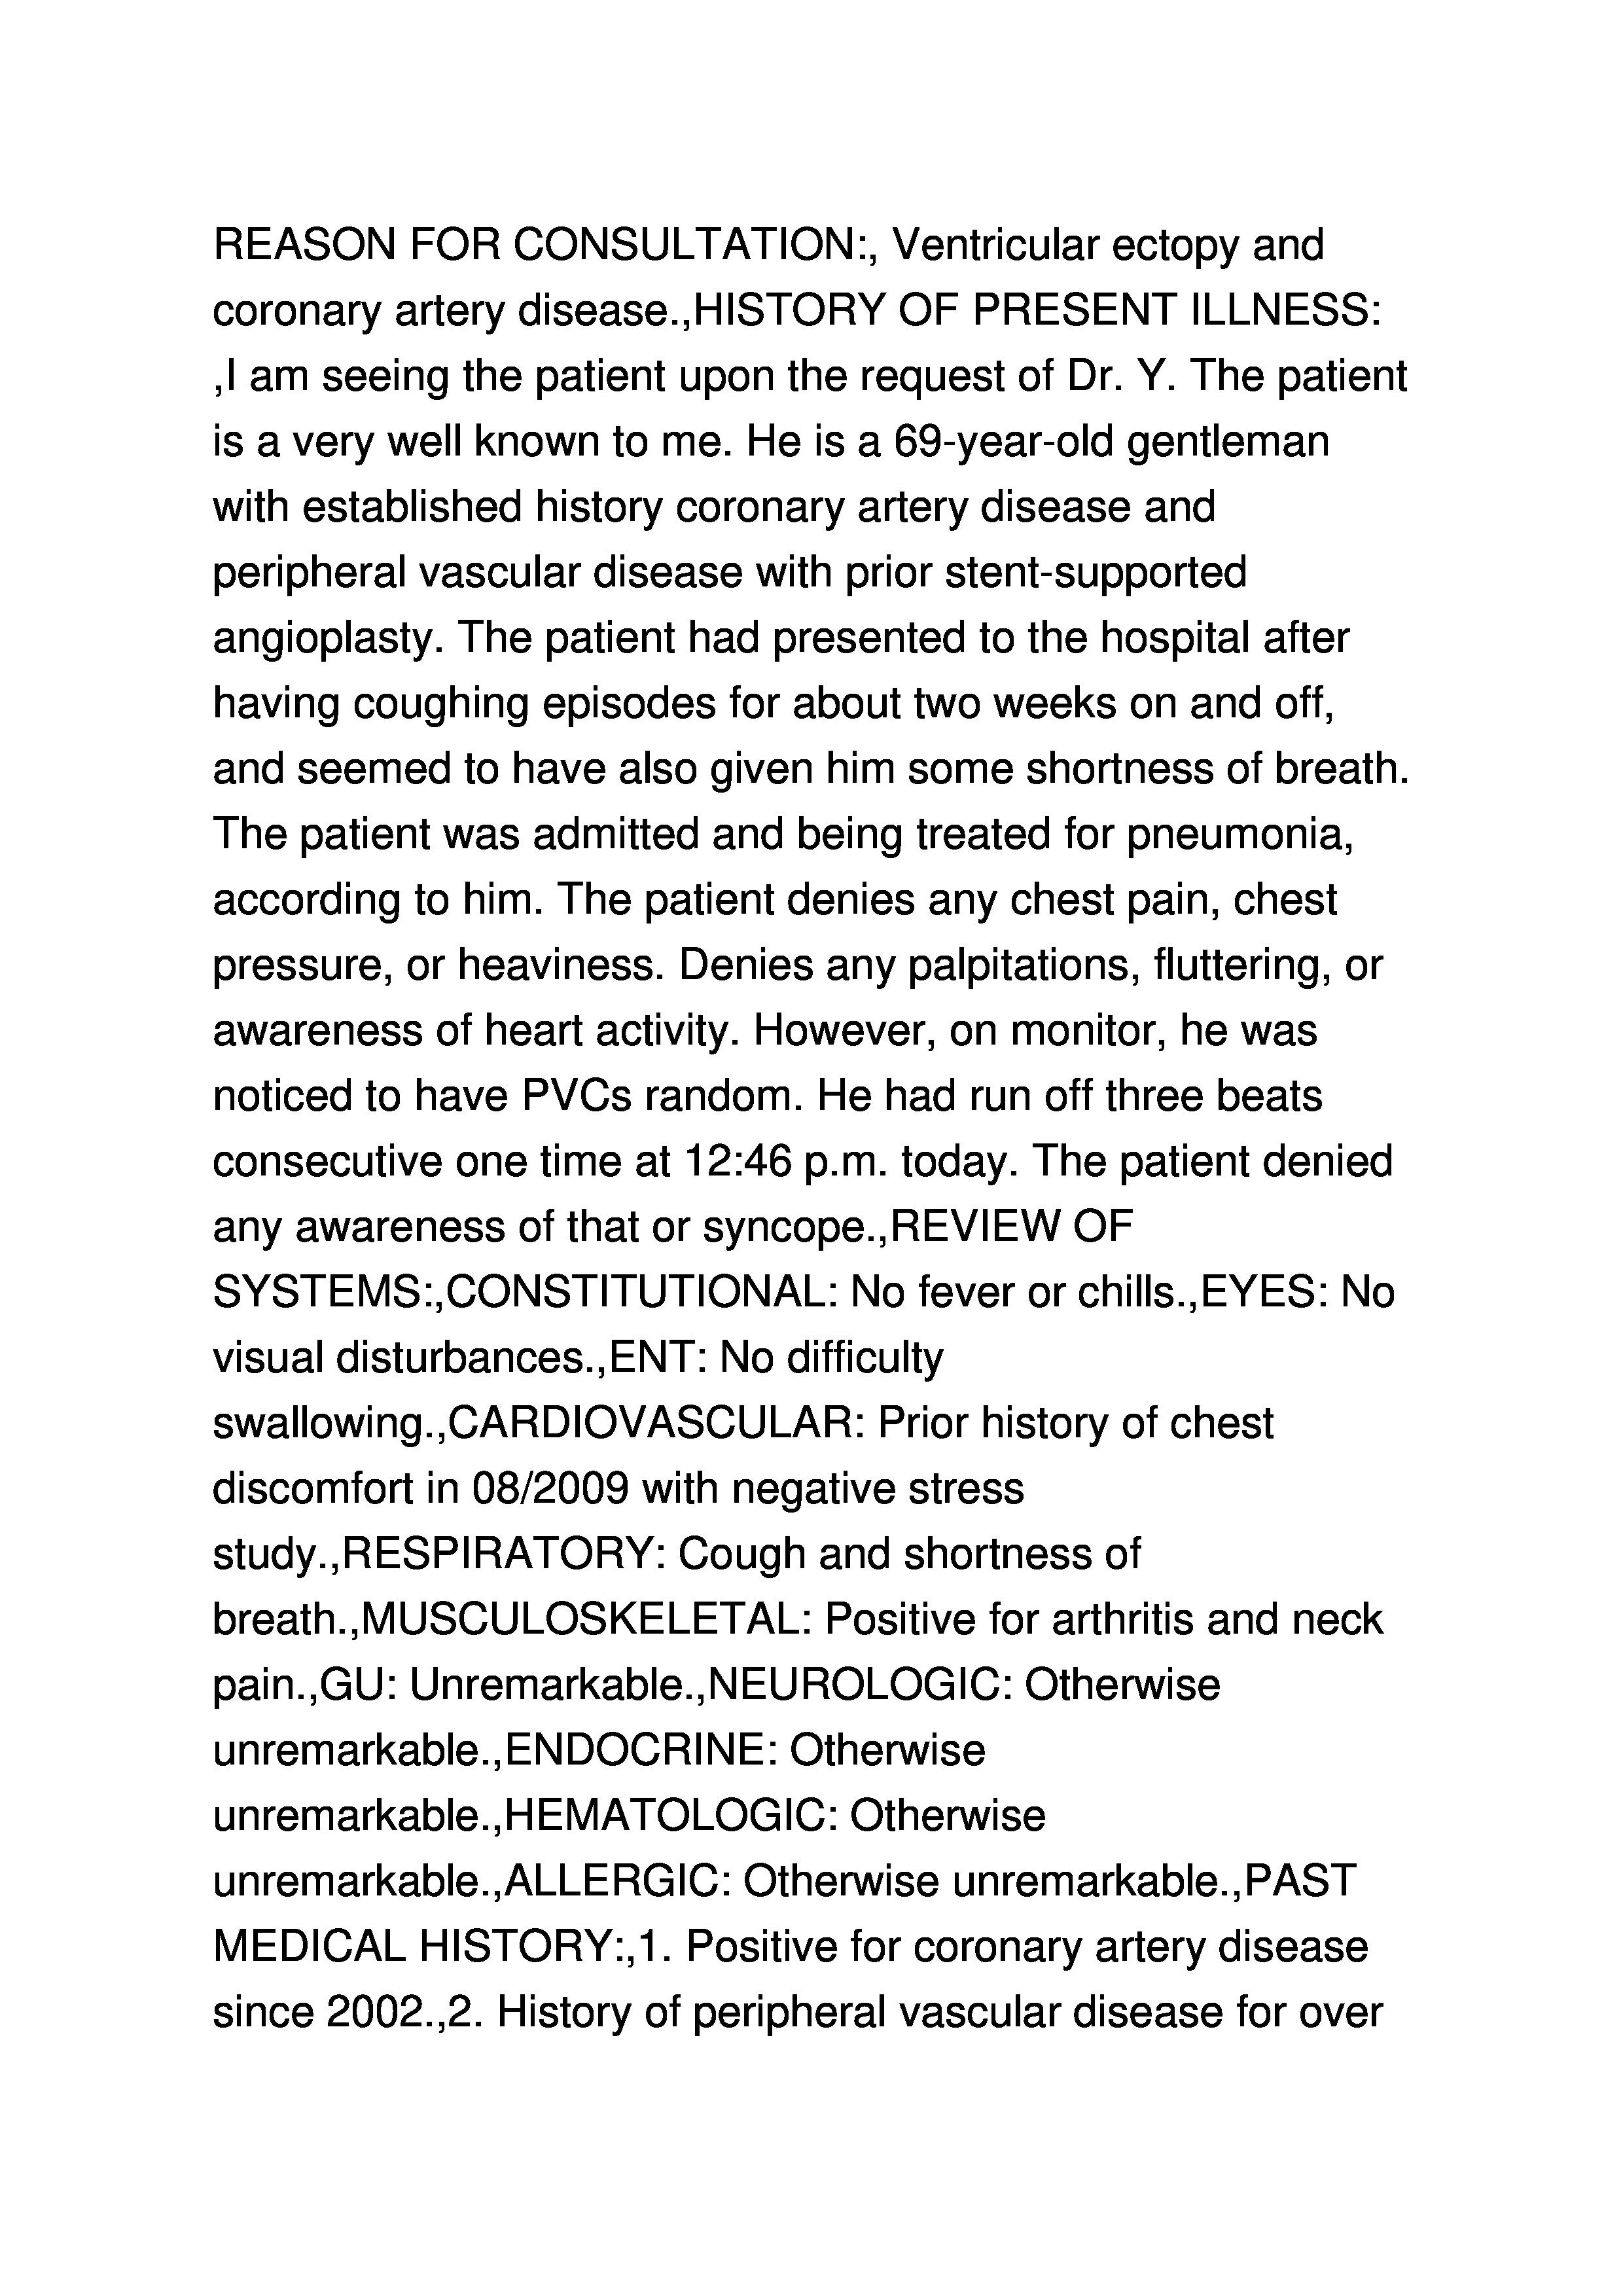 REASON FOR CONSULTATION:, Ventricular ectopy and
coronary artery disease.,HISTORY OF PRESENT ILLNESS:
,I am seeing the patient upon the request of Dr. Y. The patient
is a very well known to me. He is a 69-year-old gentleman
with established history coronary artery disease and
peripheral vascular disease with prior stent-supported
angioplasty. The patient had presented to the hospital after
having coughing episodes for about two weeks on and off,
and seemed to have also given him some shortness of breath.
The patient was admitted and being treated for pneumonia,
according to him. The patient denies any chest pain, chest
pressure, or heaviness. Denies any palpitations, fluttering, or
awareness of heart activity. However, on monitor, he was
noticed to have PVCs random. He had run off three beats
consecutive one time at 12:46 p.m. today. The patient denied
any awareness of that or syncope.,REVIEW OF
SYSTEMS:,CONSTITUTIONAL: No fever or chills.,EYES: No
visual disturbances.,ENT: No difficulty
swallowing.,CARDIOVASCULAR: Prior history of chest
discomfort in 08/2009 with negative stress
study.,RESPIRATORY: Cough and shortness of
breath.,MUSCULOSKELETAL: Positive for arthritis and neck
pain.,GU: Unremarkable.,NEUROLOGIC: Otherwise
unremarkable.,ENDOCRINE: Otherwise
unremarkable.,HEMATOLOGIC: Otherwise
unremarkable.,ALLERGIC: Otherwise unremarkable.,PAST
MEDICAL HISTORY:,1. Positive for coronary artery disease
since 2002.,2. History of peripheral vascular disease for over